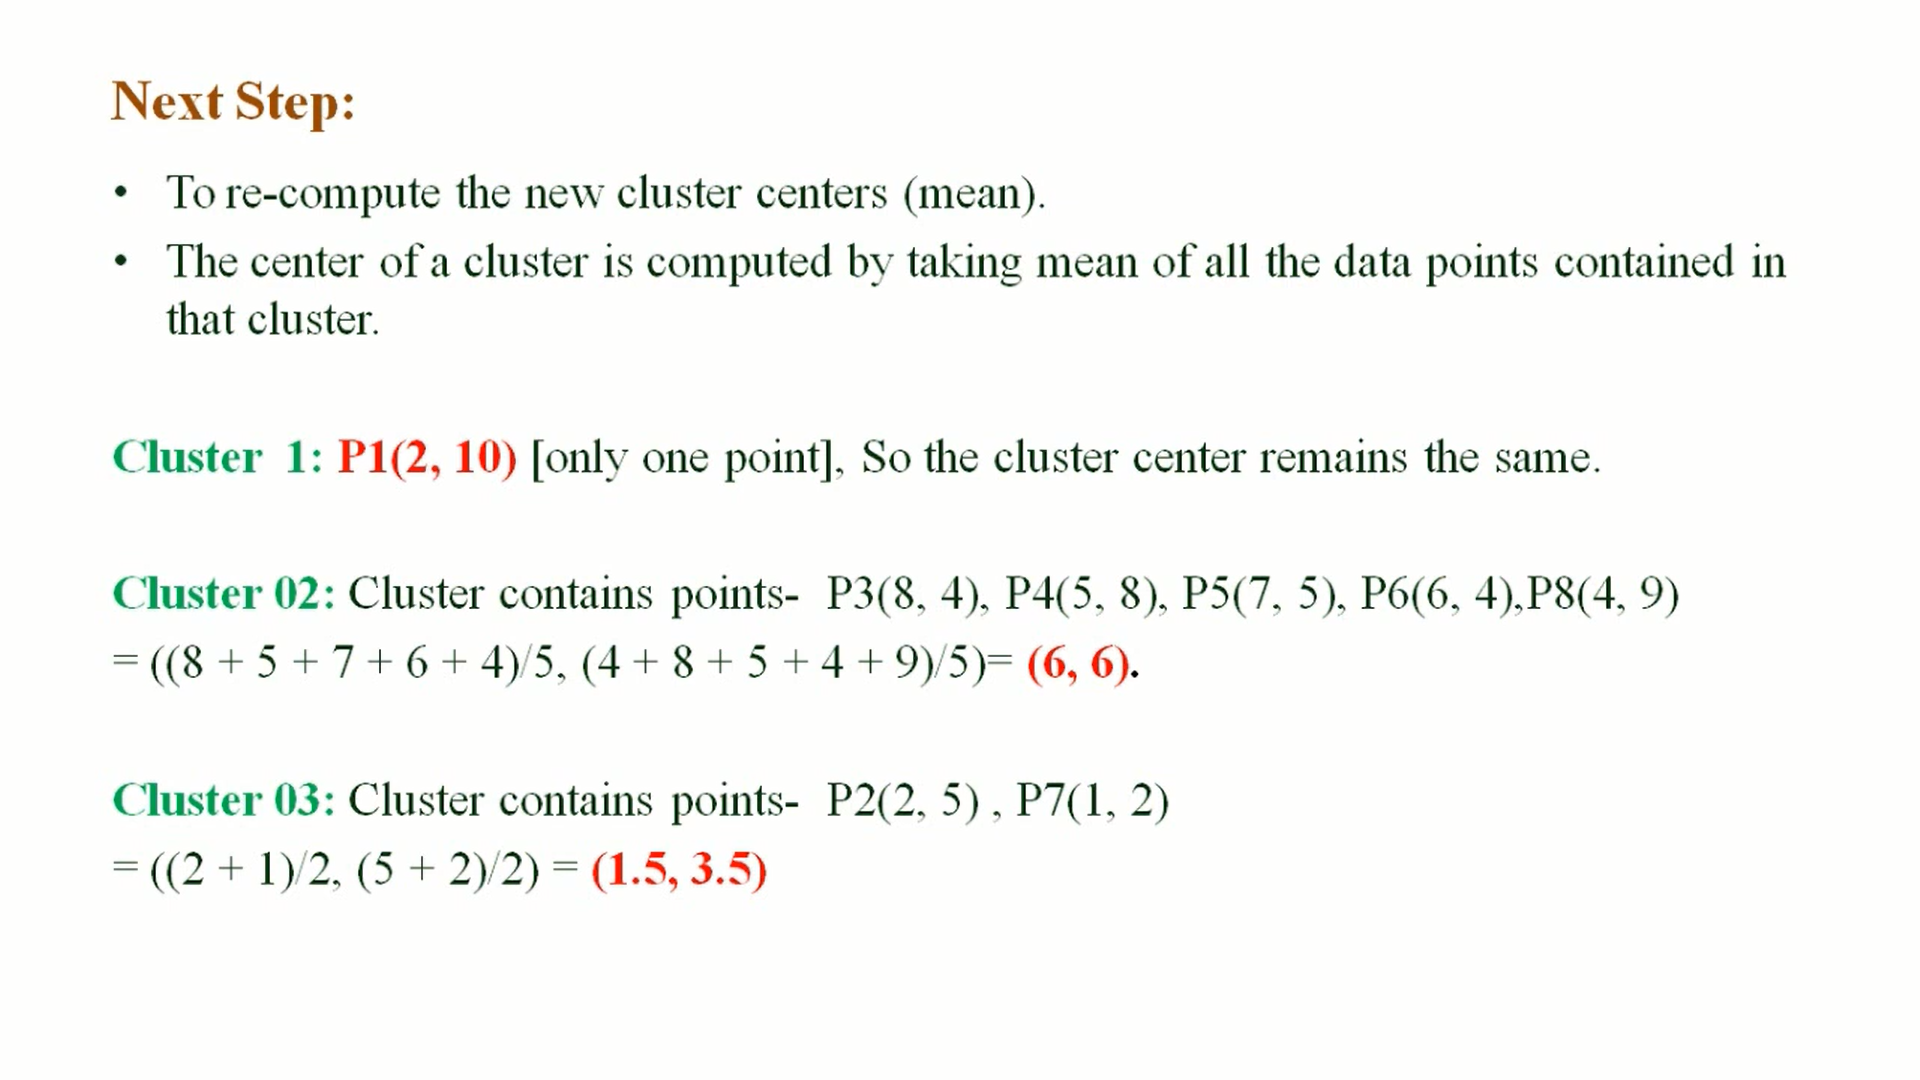 Next Step:
• To re-compute the new cluster centers (mean).
• The center of a cluster is computed by taking mean of all the data points contained in
that cluster.
Cluster 1: P1(2, 10) [only one point], So the cluster center remains the same.
Cluster 02: Cluster contains points- P3(8, 4), P4(5, 8), P5(7, 5), P6(6, 4),P8(4, 9)
= ((8 + 5 + 7 + 6 + 4)/5, (4 + 8 + 5 + 4 + 9)/5)= (6, 6).
Cluster 03: Cluster contains points- P2(2, 5) , P7(1, 2)
= ((2 + 1)/2, (5 + 2)/2) = (1.5, 3.5)